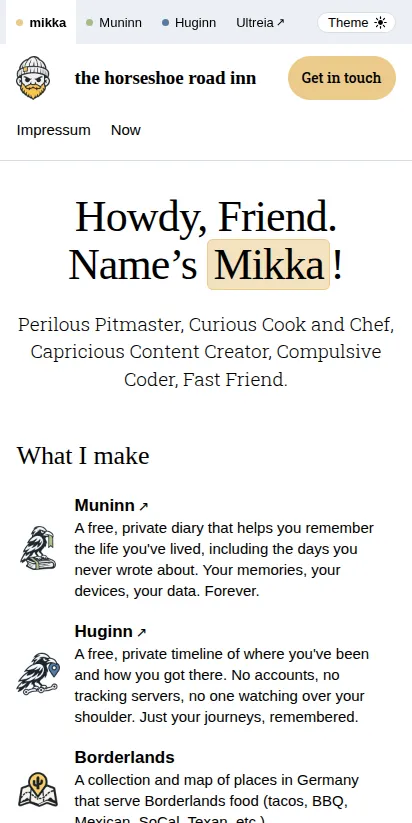 mikka Muninn Huginn Ultreia↗ Theme
the horseshoe road inn Get in touch
Impressum Now
Howdy, Friend.
Name’s Mikka!
Perilous Pitmaster, Curious Cook and Chef,
Capricious Content Creator, Compulsive
Coder, Fast Friend.
What I make
Muninn ↗
A free, private diary that helps you remember
the life you've lived, including the days you
never wrote about. Your memories, your
devices, your data. Forever.
Huginn ↗
A free, private timeline of where you've been
and how you got there. No accounts, no
tracking servers, no one watching over your
shoulder. Just your journeys, remembered.
Borderlands
A collection and map of places in Germany
that serve Borderlands food (tacos, BBQ,
Mexican, SoCal, Texan, etc.)